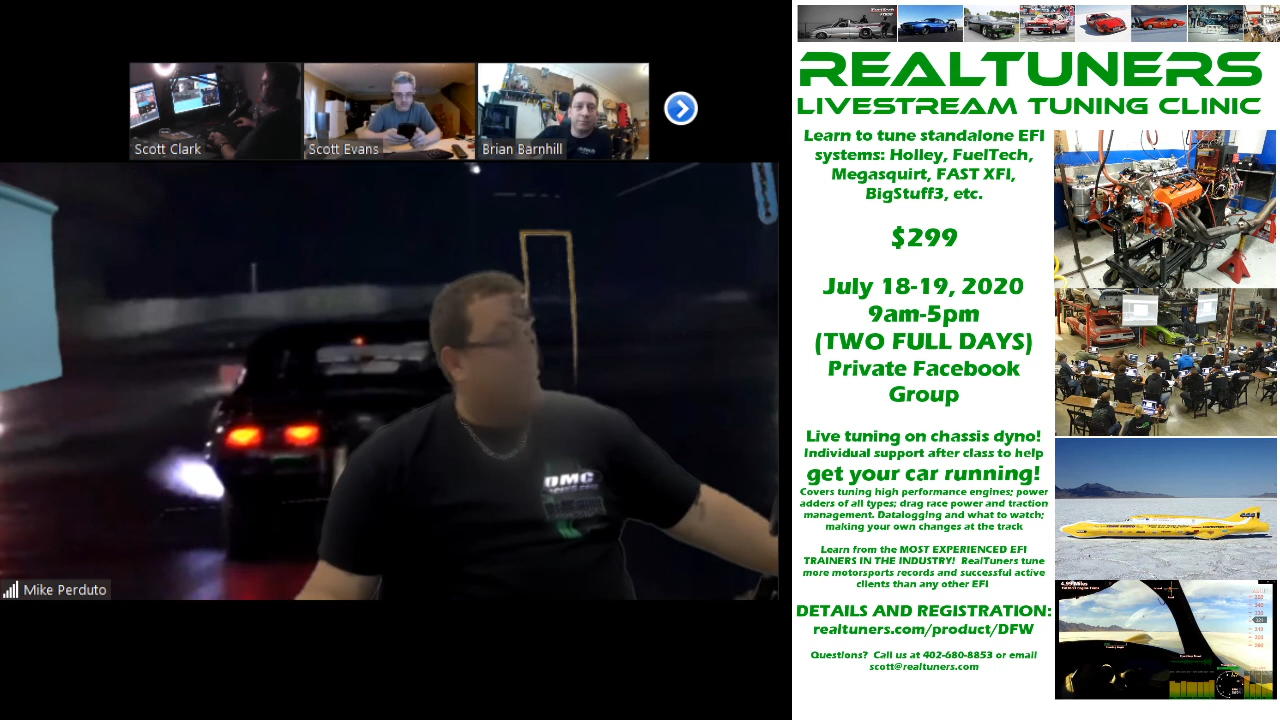 Scott Clark
Scott Evans
Brian Barnhill
DMC
Mike Perduto
REALTUNERS
LIVESTREAM TUNING CLINIC
Learn to tune standalone EFI
systems: Holley, FuelTech,
Megasquirt, FAST XFI,
BigStuff3, etc.
$299
July 18-19, 2020
9am-5pm
(TWO FULL DAYS)
Private Facebook
Group
Live tuning on chassis dyno!
Individual support after class to help
get your car running!
Covers tuning high performance engines; power
adders of all types; drag race power and traction
management. Datalogging and what to watch;
making your own changes at the track
Learn from the MOST EXPERIENCED EFI
TRAINERS IN THE INDUSTRY! RealTuners tune
more motorsports records and successful active
clients than any other EFI
DETAILS AND REGISTRATION:
realtuners.com/product/DFW
Questions? Call us at 402-680-8853 or email
scott@realtuners.com